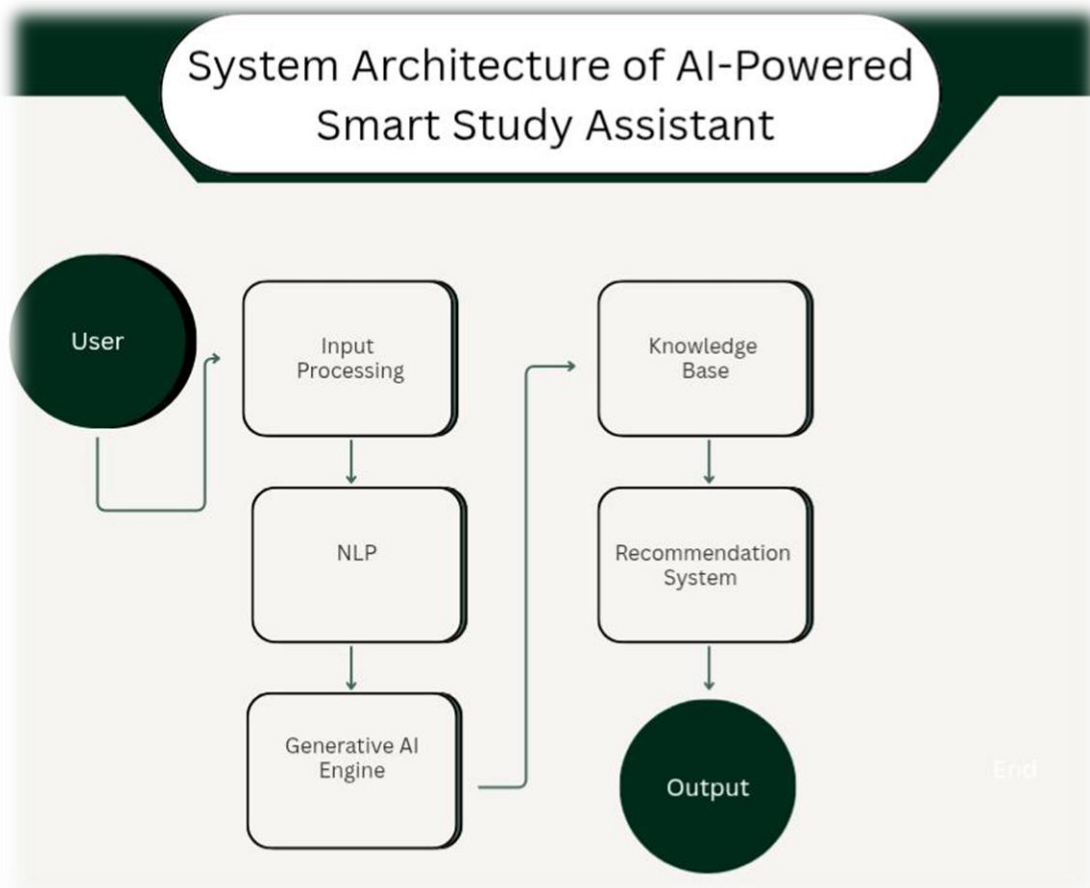 System Architecture of AI-Powered
Smart Study Assistant
User
Input
Processing
NLP
Generative AI
Engine
Knowledge
Base
Recommendation
System
Output
End